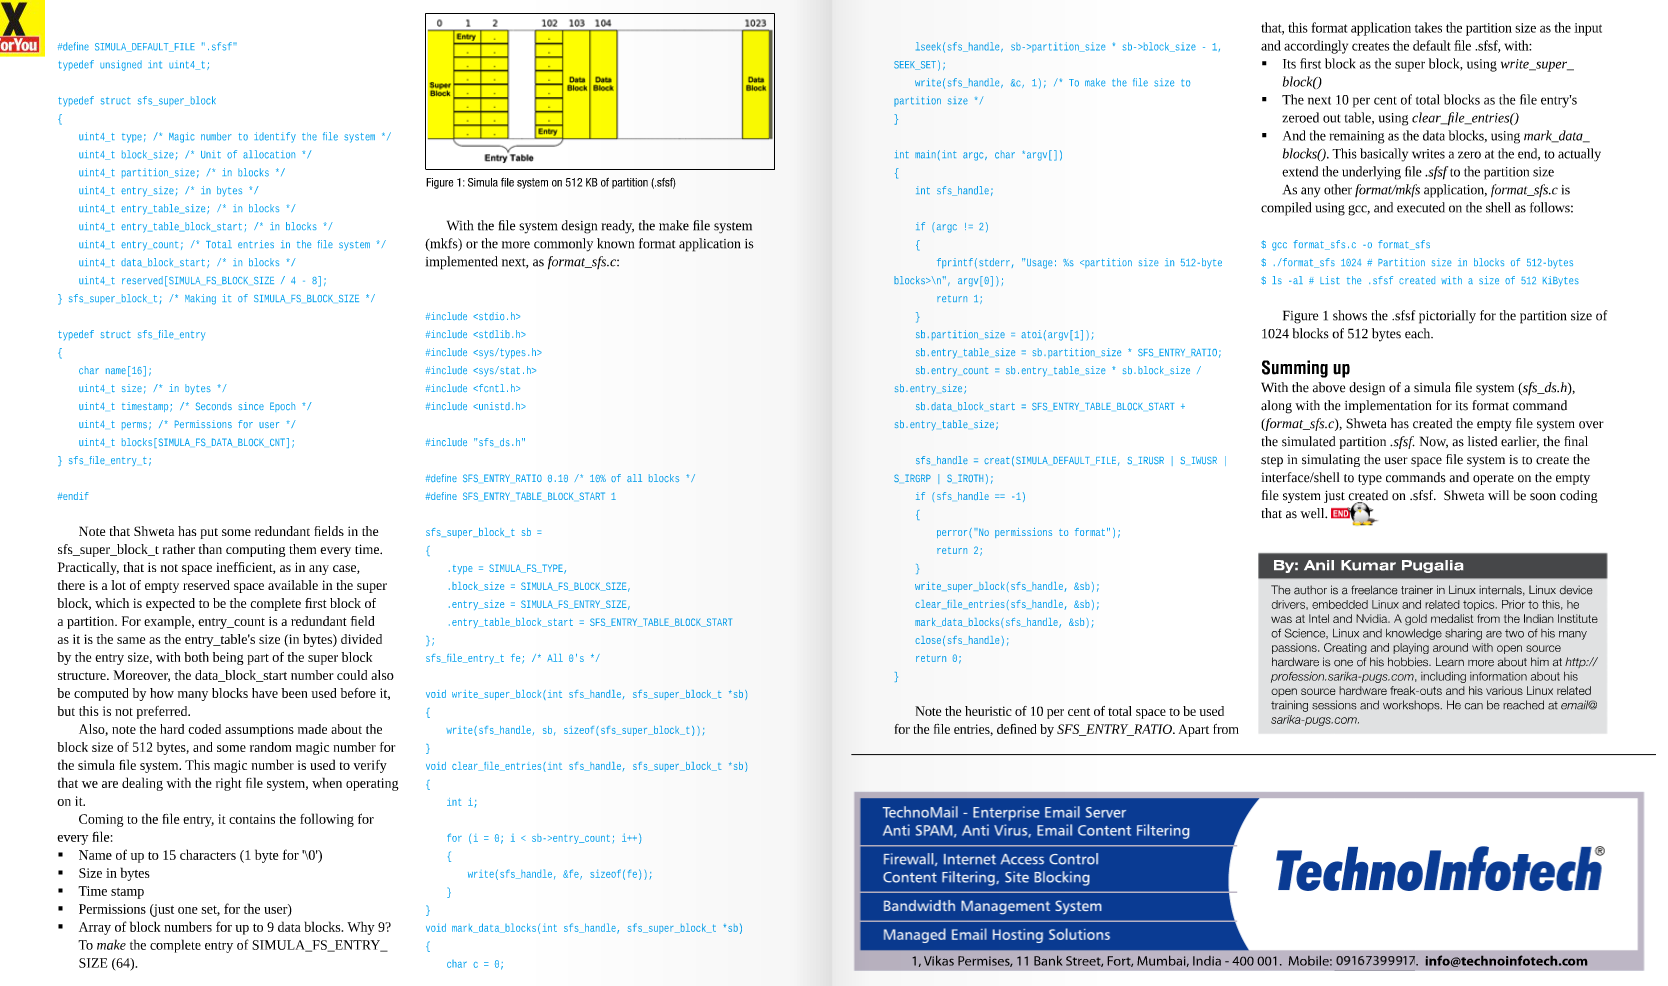 X
ForYou
#define SIMULA_DEFAULT_FILE ".sfsf"
typedef unsigned int uint4_t;
typedef struct sfs_super_block
{
uint4_t type; /* Magic number to identify the file system */
uint4_t block_size; /* Unit of allocation */
uint4_t partition_size; /* in blocks */
uint4_t entry_size; /* in bytes */
uint4_t entry_table_size; /* in blocks */
uint4_t entry_table_block_start; /* in blocks */
uint4_t entry_count; /* Total entries in the file system */
uint4_t data_block_start; /* in blocks */
uint4_t reserved[SIMULA_FS_BLOCK_SIZE / 4 - 8];
} sfs_super_block_t; /* Making it of SIMULA_FS_BLOCK_SIZE */
typedef struct sfs_file_entry
{
char name[16];
uint4_t size; /* in bytes */
uint4_t timestamp; /* Seconds since Epoch */
uint4_t perms; /* Permissions for user */
uint4_t blocks[SIMULA_FS_DATA_BLOCK_CNT];
} sfs_file_entry_t;
#endif
Note that Shweta has put some redundant fields in the
sfs_super_block_t rather than computing them every time.
Practically, that is not space inefficient, as in any case,
there is a lot of empty reserved space available in the super
block, which is expected to be the complete first block of
a partition. For example, entry_count is a redundant field
as it is the same as the entry_table's size (in bytes) divided
by the entry size, with both being part of the super block
structure. Moreover, the data_block_start number could also
be computed by how many blocks have been used before it,
but this is not preferred.
Also, note the hard coded assumptions made about the
block size of 512 bytes, and some random magic number for
the simula file system. This magic number is used to verify
that we are dealing with the right file system, when operating
on it.
Coming to the file entry, it contains the following for
every file:
▪ Name of up to 15 characters (1 byte for '\0')
▪ Size in bytes
▪ Time stamp
▪ Permissions (just one set, for the user)
▪ Array of block numbers for up to 9 data blocks. Why 9?
To make the complete entry of SIMULA_FS_ENTRY_
SIZE (64).
0 1 2 102 103 104 1023
Entry
Super Block
Data Block
Data Block
Data Block
Entry
Entry Table
Figure 1: Simula file system on 512 KB of partition (.sfsf)
With the file system design ready, the make file system
(mkfs) or the more commonly known format application is
implemented next, as format_sfs.c:
#include <stdio.h>
#include <stdlib.h>
#include <sys/types.h>
#include <sys/stat.h>
#include <fcntl.h>
#include <unistd.h>
#include "sfs_ds.h"
#define SFS_ENTRY_RATIO 0.10 /* 10% of all blocks */
#define SFS_ENTRY_TABLE_BLOCK_START 1
sfs_super_block_t sb =
{
.type = SIMULA_FS_TYPE,
.block_size = SIMULA_FS_BLOCK_SIZE,
.entry_size = SIMULA_FS_ENTRY_SIZE,
.entry_table_block_start = SFS_ENTRY_TABLE_BLOCK_START
};
sfs_file_entry_t fe; /* All 0's */
void write_super_block(int sfs_handle, sfs_super_block_t *sb)
{
write(sfs_handle, sb, sizeof(sfs_super_block_t));
}
void clear_file_entries(int sfs_handle, sfs_super_block_t *sb)
{
int i;
for (i = 0; i < sb->entry_count; i++)
{
write(sfs_handle, &fe, sizeof(fe));
}
}
void mark_data_blocks(int sfs_handle, sfs_super_block_t *sb)
{
char c = 0;
lseek(sfs_handle, sb->partition_size * sb->block_size - 1,
SEEK_SET);
write(sfs_handle, &c, 1); /* To make the file size to
partition size */
}
int main(int argc, char *argv[])
{
int sfs_handle;
if (argc != 2)
{
fprintf(stderr, "Usage: %s <partition size in 512-byte
blocks>\n", argv[0]);
return 1;
}
sb.partition_size = atoi(argv[1]);
sb.entry_table_size = sb.partition_size * SFS_ENTRY_RATIO;
sb.entry_count = sb.entry_table_size * sb.block_size /
sb.entry_size;
sb.data_block_start = SFS_ENTRY_TABLE_BLOCK_START +
sb.entry_table_size;
sfs_handle = creat(SIMULA_DEFAULT_FILE, S_IRUSR | S_IWUSR |
S_IRGRP | S_IROTH);
if (sfs_handle == -1)
{
perror("No permissions to format");
return 2;
}
write_super_block(sfs_handle, &sb);
clear_file_entries(sfs_handle, &sb);
mark_data_blocks(sfs_handle, &sb);
close(sfs_handle);
return 0;
}
Note the heuristic of 10 per cent of total space to be used
for the file entries, defined by SFS_ENTRY_RATIO. Apart from
that, this format application takes the partition size as the input
and accordingly creates the default file .sfsf, with:
▪ Its first block as the super block, using write_super_
block()
▪ The next 10 per cent of total blocks as the file entry's
zeroed out table, using clear_file_entries()
▪ And the remaining as the data blocks, using mark_data_
blocks(). This basically writes a zero at the end, to actually
extend the underlying file .sfsf to the partition size
As any other format/mkfs application, format_sfs.c is
compiled using gcc, and executed on the shell as follows:
$ gcc format_sfs.c -o format_sfs
$ ./format_sfs 1024 # Partition size in blocks of 512-bytes
$ ls -al # List the .sfsf created with a size of 512 KiBytes
Figure 1 shows the .sfsf pictorially for the partition size of
1024 blocks of 512 bytes each.
Summing up
With the above design of a simula file system (sfs_ds.h),
along with the implementation for its format command
(format_sfs.c), Shweta has created the empty file system over
the simulated partition .sfsf. Now, as listed earlier, the final
step in simulating the user space file system is to create the
interface/shell to type commands and operate on the empty
file system just created on .sfsf. Shweta will be soon coding
that as well. END
By: Anil Kumar Pugalia
The author is a freelance trainer in Linux internals, Linux device
drivers, embedded Linux and related topics. Prior to this, he
was at Intel and Nvidia. A gold medalist from the Indian Institute
of Science, Linux and knowledge sharing are two of his many
passions. Creating and playing around with open source
hardware is one of his hobbies. Learn more about him at http://
profession.sarika-pugs.com, including information about his
open source hardware freak-outs and his various Linux related
training sessions and workshops. He can be reached at email@
sarika-pugs.com.
TechnoMail - Enterprise Email Server
Anti SPAM, Anti Virus, Email Content Filtering
Firewall, Internet Access Control
Content Filtering, Site Blocking
Bandwidth Management System
Managed Email Hosting Solutions
TechnoInfotech®
1, Vikas Permises, 11 Bank Street, Fort, Mumbai, India - 400 001. Mobile: 09167399917. info@technoinfotech.com